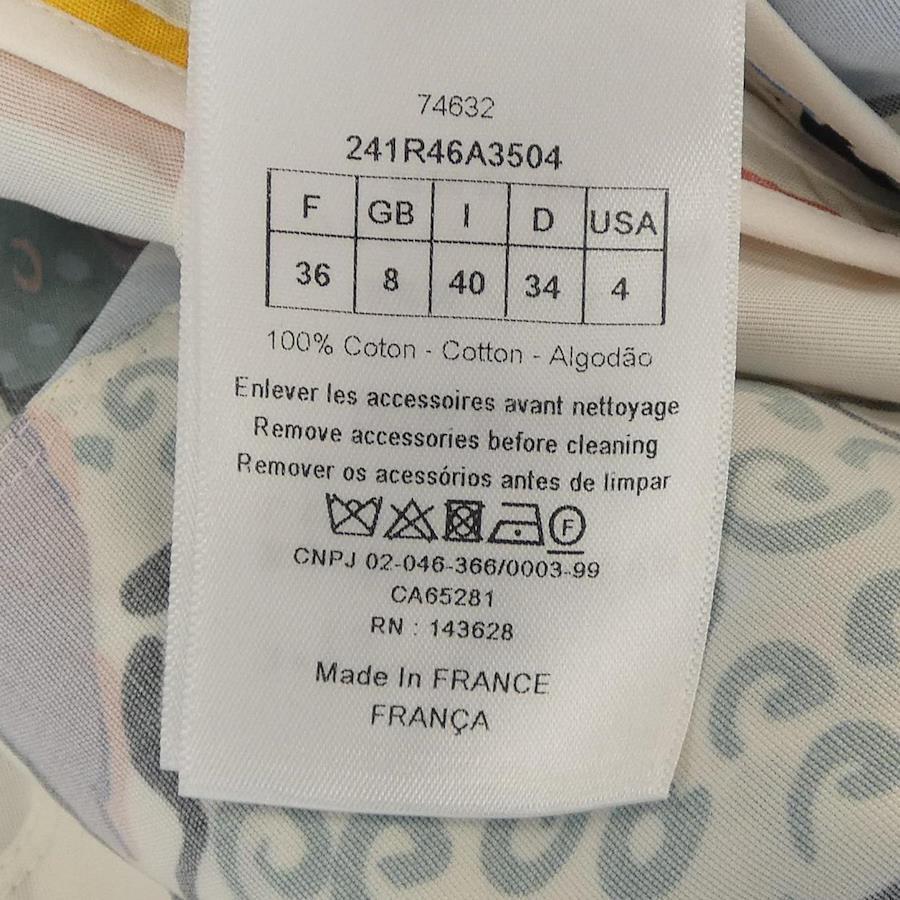 74632
241R46A3504
F GB I D USA
36 8 40 34 4
100% Coton - Cotton - Algodão
Enlever les accessoires avant nettoyage
Remove accessories before cleaning
Remover os acessórios antes de limpar
F
CNPJ 02-046-366/0003-99
CA65281
RN : 143628
Made In FRANCE
FRANÇA